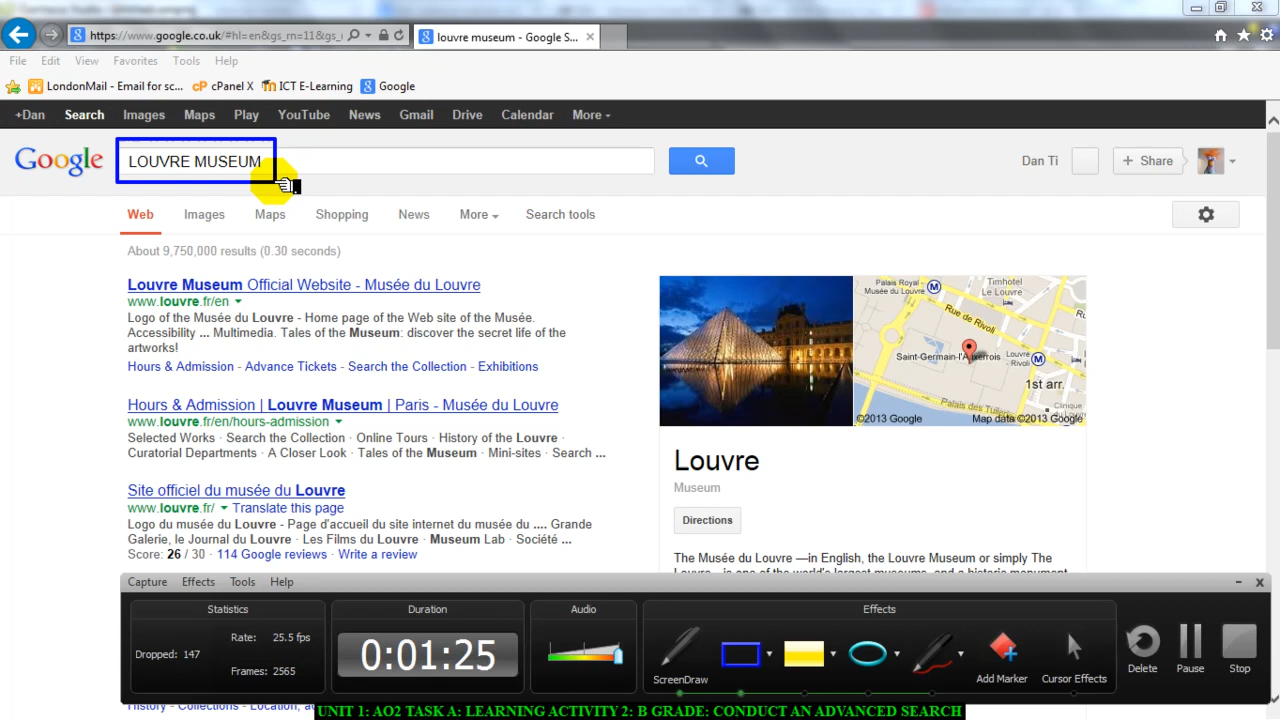 https://www.google.co.uk/#hl=en&gs_rn=11&gs_
louvre museum - Google S...
File Edit View Favorites Tools Help
LondonMail - Email for sc... cPanel X ICT E-Learning Google
+Dan Search Images Maps Play YouTube News Gmail Drive Calendar More
Google LOUVRE MUSEUM Dan Ti + Share
Web Images Maps Shopping News More Search tools
About 9,750,000 results (0.30 seconds)
Louvre Museum Official Website - Musée du Louvre
www.louvre.fr/en
Logo of the Musée du Louvre - Home page of the Web site of the Musée.
Accessibility ... Multimedia. Tales of the Museum: discover the secret life of the
artworks!
Hours & Admission - Advance Tickets - Search the Collection - Exhibitions
Hours & Admission | Louvre Museum | Paris - Musée du Louvre
www.louvre.fr/en/hours-admission
Selected Works · Search the Collection · Online Tours · History of the Louvre ·
Curatorial Departments · A Closer Look · Tales of the Museum · Mini-sites · Search ...
Site officiel du musée du Louvre
www.louvre.fr/ Translate this page
Logo du musée du Louvre - Page d'accueil du site internet du musée du .... Grande
Galerie, le Journal du Louvre · Les Films du Louvre · Museum Lab · Société ...
Score: 26 / 30 · 114 Google reviews · Write a review
Palais Royal
Musée du Louvre
Timhotel
Le Louvre
Rue de Rivoli
Saint-Germain-l'Auxerrois
Louvre
- Rivoli
1st arr.
Clinique
du Louvre
Palais des Tuileries
©2013 Google Map data ©2013 Google
Louvre
Museum
Directions
The Musée du Louvre —in English, the Louvre Museum or simply The
Louvre—is one of the world's largest museums, and a historic monument
Capture Effects Tools Help
Statistics
Rate: 25.5 fps
Dropped: 147
Frames: 2565
Duration
0:01:25
Audio
Effects
ScreenDraw
Add Marker
Cursor Effects
Delete
Pause
Stop
History - Collections - Location, a
UNIT 1: AO2 TASK A: LEARNING ACTIVITY 2: B GRADE: CONDUCT AN ADVANCED SEARCH